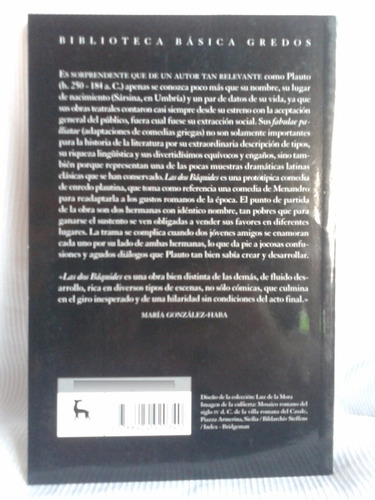 BIBLIOTECA BÁSICA GREDOS
ES SORPRENDENTE QUE DE UN AUTOR TAN RELEVANTE como Plauto
(h. 250 - 184 a. C.) apenas se conozca poco más que su nombre, su lugar
de nacimiento (Sársina, en Umbría) y un par de datos de su vida, ya que
sus obras teatrales contaron casi siempre desde su estreno con la aceptación
general del público, fuera cual fuese su extracción social. Sus fabulae pa-
lliatae (adaptaciones de comedias griegas) no son solamente importantes
para la historia de la literatura por su extraordinaria descripción de tipos,
su riqueza lingüística y sus divertidísimos equívocos y engaños, sino tam-
bién porque representan una de las pocas muestras dramáticas latinas
clásicas que se han conservado. Las dos Báquides es una prototípica comedia
de enredo plautina, que toma como referencia una comedia de Menandro
para readaptarla a los gustos romanos de la época. El punto de partida
de la obra son dos hermanas con idéntico nombre, tan pobres que para
ganarse el sustento se ven obligadas a vender sus favores en diferentes
lugares. La trama se complica cuando dos jóvenes amigos se enamoran
cada uno por su lado de ambas hermanas, lo que da pie a jocosas confu-
siones y agudos diálogos que Plauto tan bien sabía crear y desarrollar.
«Las dos Báquides es una obra bien distinta de las demás, de fluido des-
arrollo, rica en diversos tipos de escenas, no sólo cómicas, que culmina
en el giro inesperado y de una hilaridad sin condiciones del acto final.»
MARÍA GONZÁLEZ-HABA
Diseño de la colección: Luz de la Mora
Imagen de la cubierta: Mosaico romano del
siglo IV d. C. de la villa romana del Casale,
Piazza Armerina, Sicilia / Bildarchiv Steffens
/ Index - Bridgeman